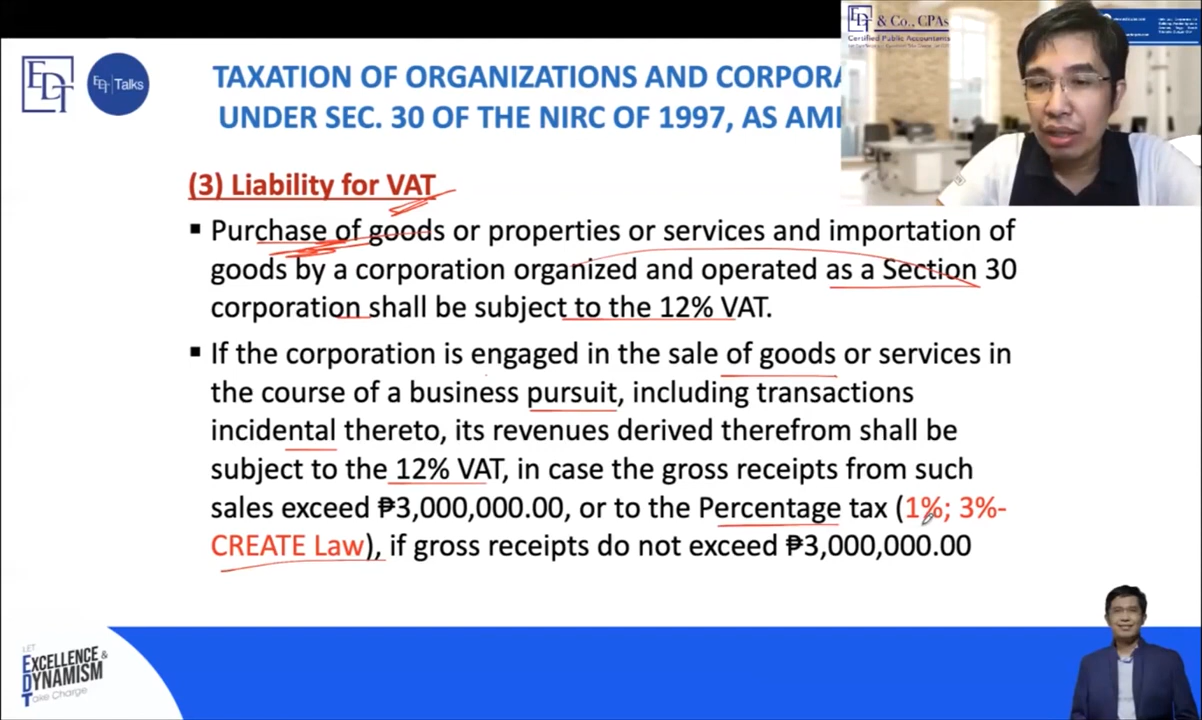 EDT
EDT Talks
& Co., CPAs
Certified Public Accountants
TAXATION OF ORGANIZATIONS AND CORPORA
UNDER SEC. 30 OF THE NIRC OF 1997, AS AM
(3) Liability for VAT
▪ Purchase of goods or properties or services and importation of
goods by a corporation organized and operated as a Section 30
corporation shall be subject to the 12% VAT.
▪ If the corporation is engaged in the sale of goods or services in
the course of a business pursuit, including transactions
incidental thereto, its revenues derived therefrom shall be
subject to the 12% VAT, in case the gross receipts from such
sales exceed ₱3,000,000.00, or to the Percentage tax (1%; 3%-
CREATE Law), if gross receipts do not exceed ₱3,000,000.00
LET
EXCELLENCE &
DYNAMISM
Take Charge